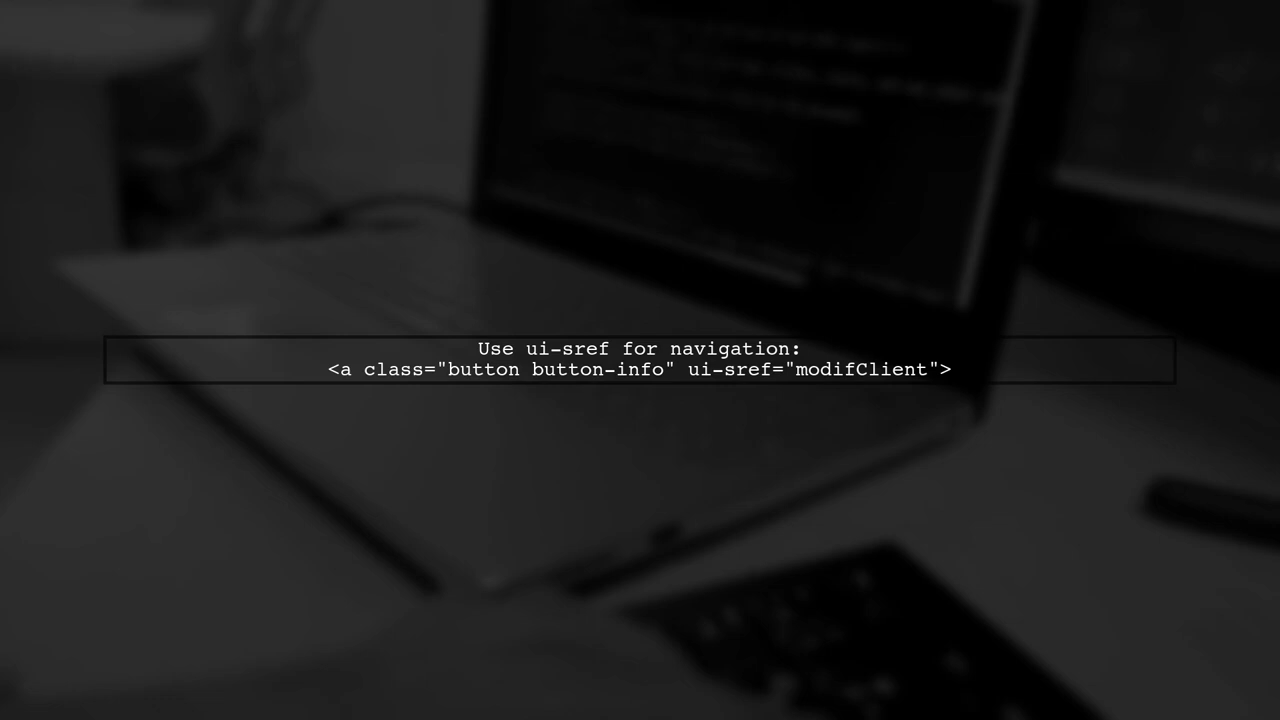 Use ui-sref for navigation:
<a class="button button-info" ui-sref="modifClient">